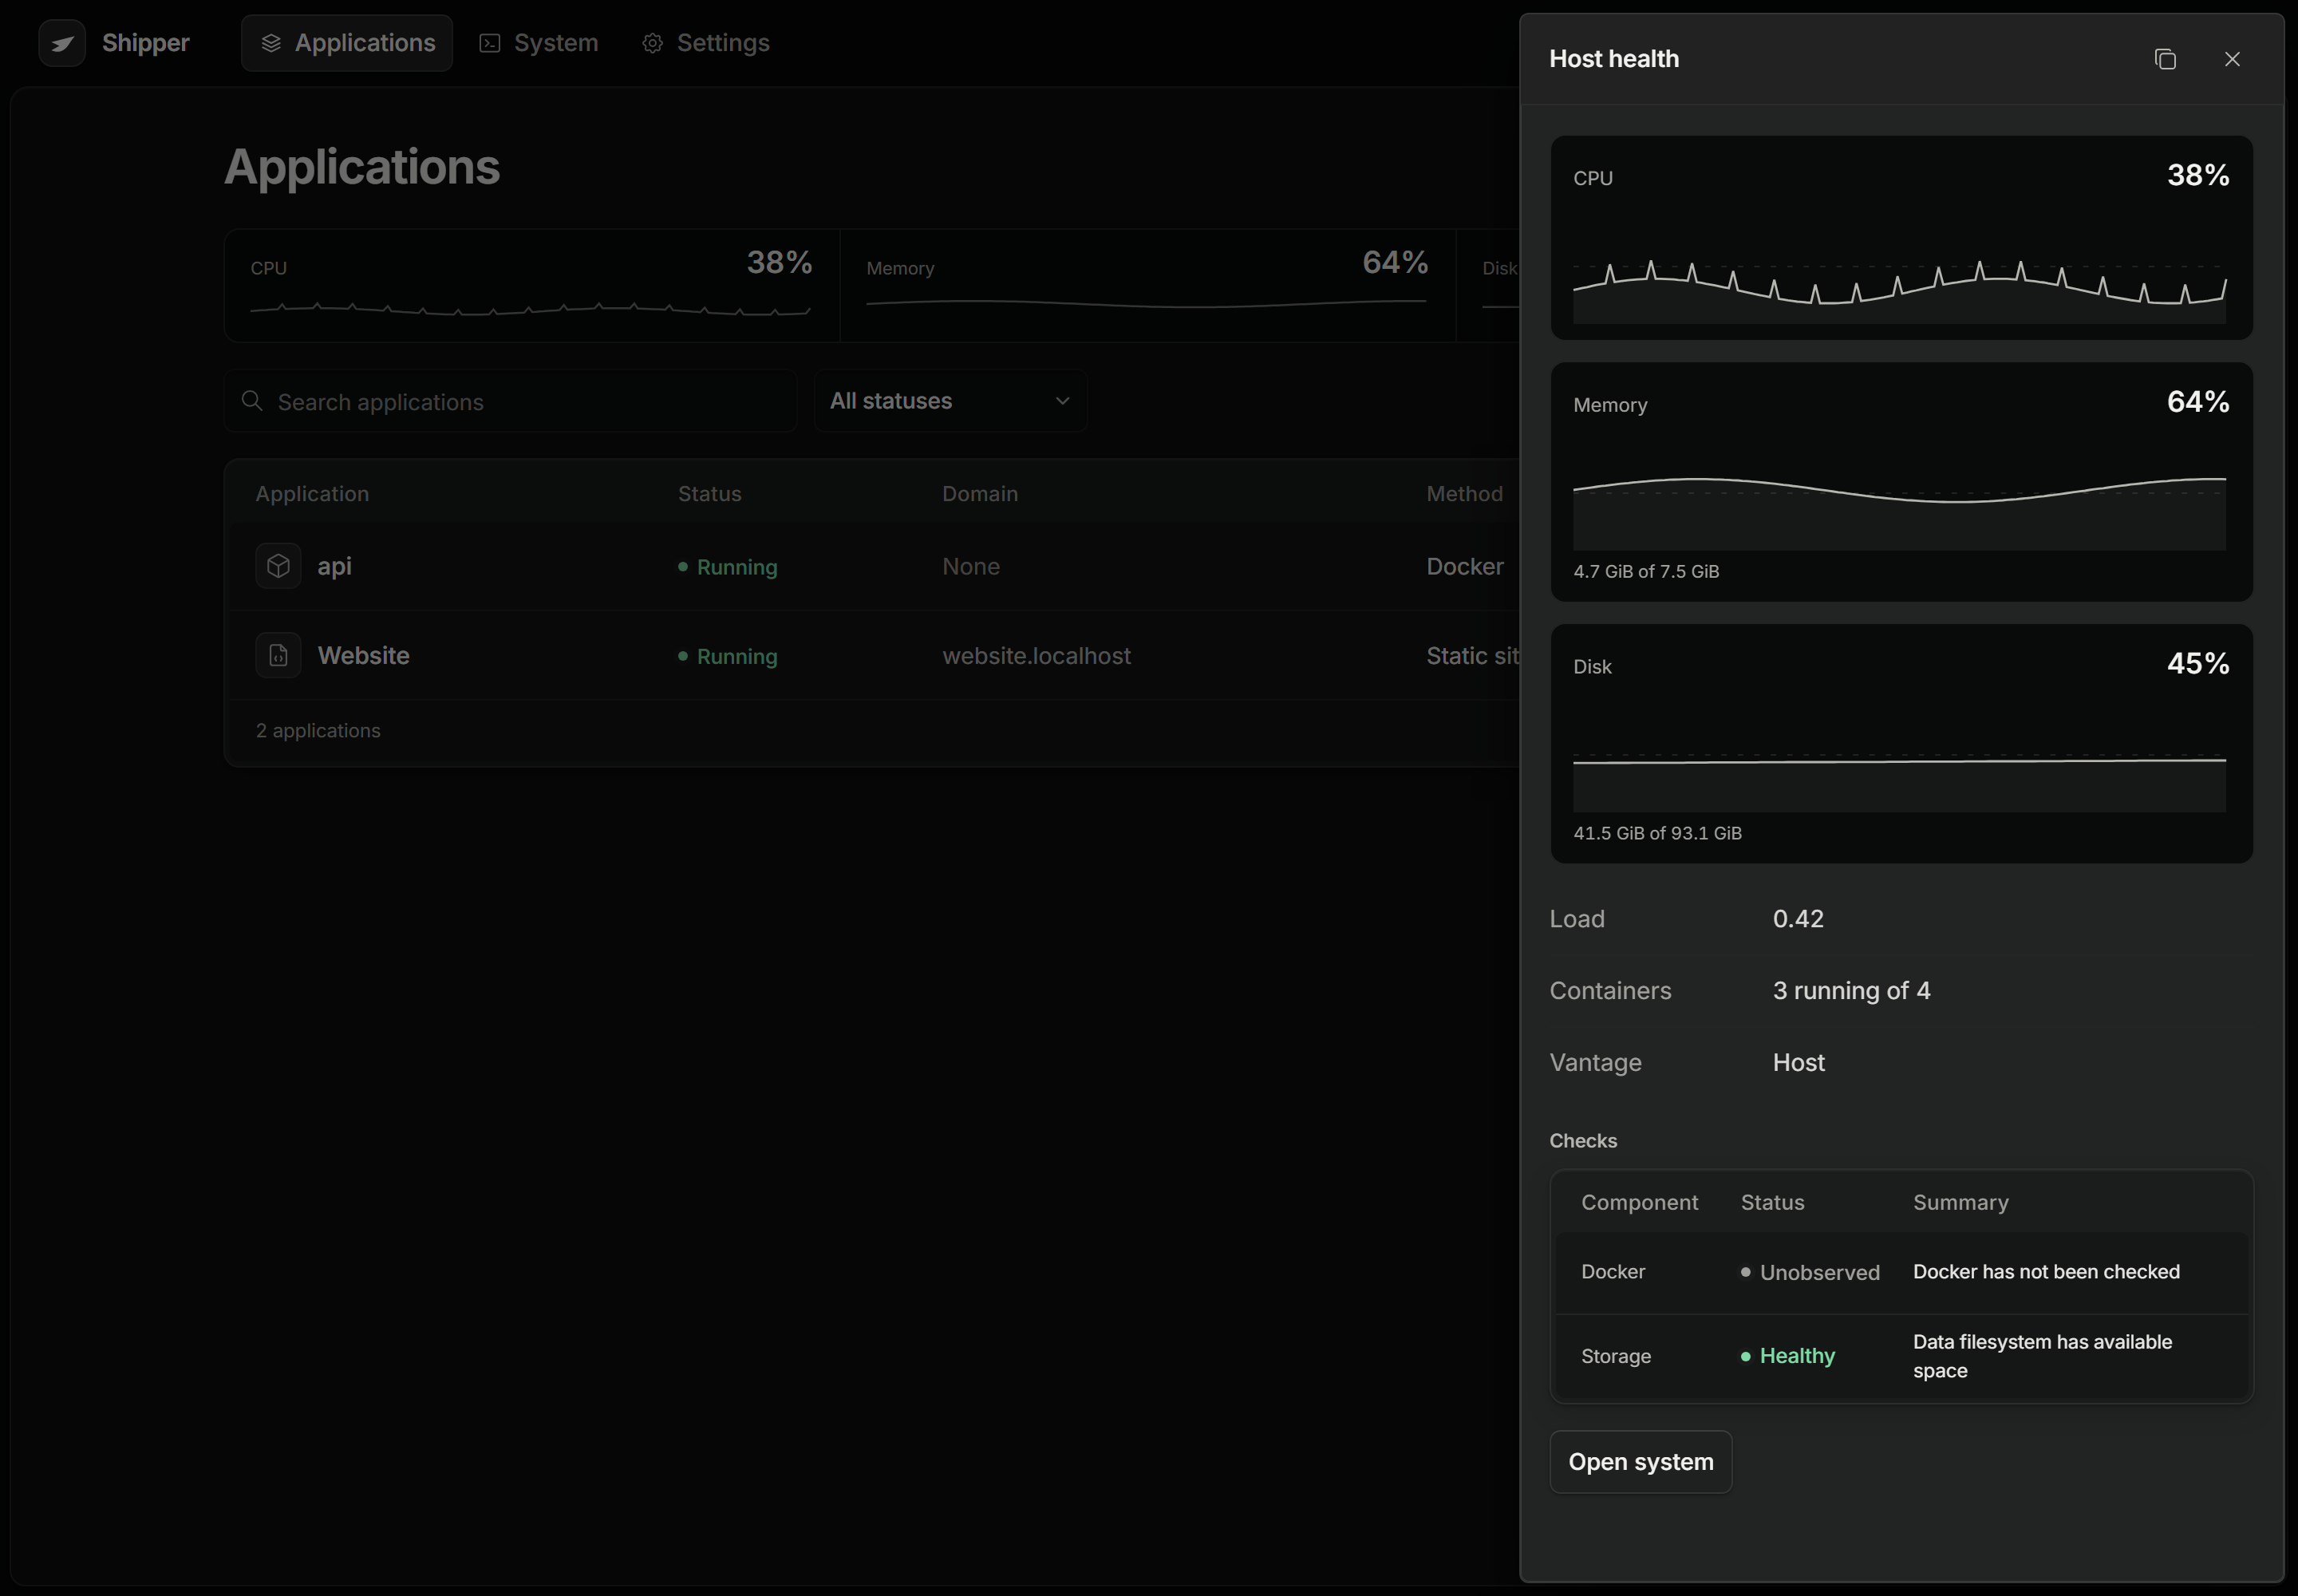 Shipper
Applications
System
Settings
Applications
CPU
38%
Memory
64%
Disk
Search applications
All statuses
Application Status Domain Method
api Running None Docker
Website Running website.localhost Static sit
2 applications
Host health
CPU
38%
Memory
64%
4.7 GiB of 7.5 GiB
Disk
45%
41.5 GiB of 93.1 GiB
Load 0.42
Containers 3 running of 4
Vantage Host
Checks
Component Status Summary
Docker Unobserved Docker has not been checked
Storage Healthy Data filesystem has available
space
Open system